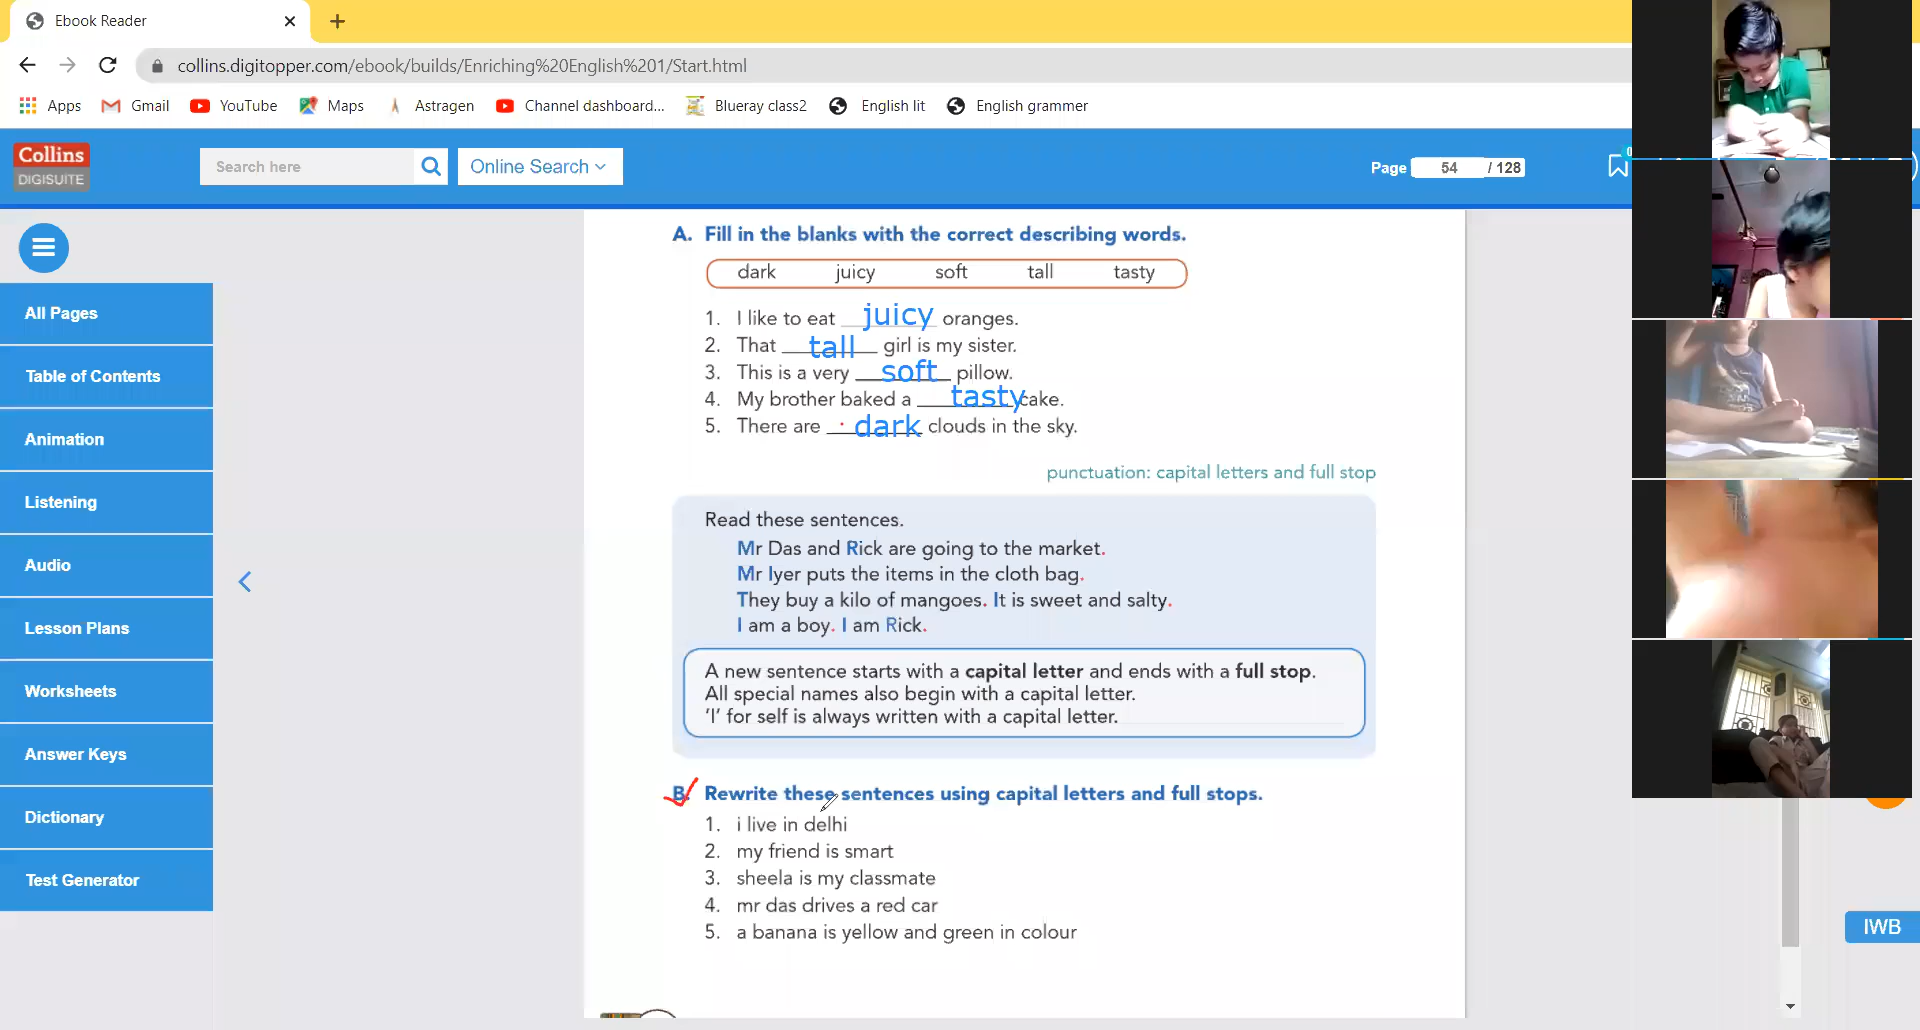 Ebook Reader
collins.digitopper.com/ebook/builds/Enriching%20English%201/Start.html
Apps Gmail YouTube Maps Astragen Channel dashboard... Blueray class2 English lit English grammer
Collins
DIGISUITE
Search here
Online Search
Page 54 / 128
All Pages
Table of Contents
Animation
Listening
Audio
Lesson Plans
Worksheets
Answer Keys
Dictionary
Test Generator
A. Fill in the blanks with the correct describing words.
dark juicy soft tall tasty
1. I like to eat juicy oranges.
2. That tall girl is my sister.
3. This is a very soft pillow.
4. My brother baked a tasty cake.
5. There are dark clouds in the sky.
punctuation: capital letters and full stop
Read these sentences.
Mr Das and Rick are going to the market.
Mr Iyer puts the items in the cloth bag.
They buy a kilo of mangoes. It is sweet and salty.
I am a boy. I am Rick.
A new sentence starts with a capital letter and ends with a full stop.
All special names also begin with a capital letter.
'I' for self is always written with a capital letter.
B. Rewrite these sentences using capital letters and full stops.
1. i live in delhi
2. my friend is smart
3. sheela is my classmate
4. mr das drives a red car
5. a banana is yellow and green in colour
IWB